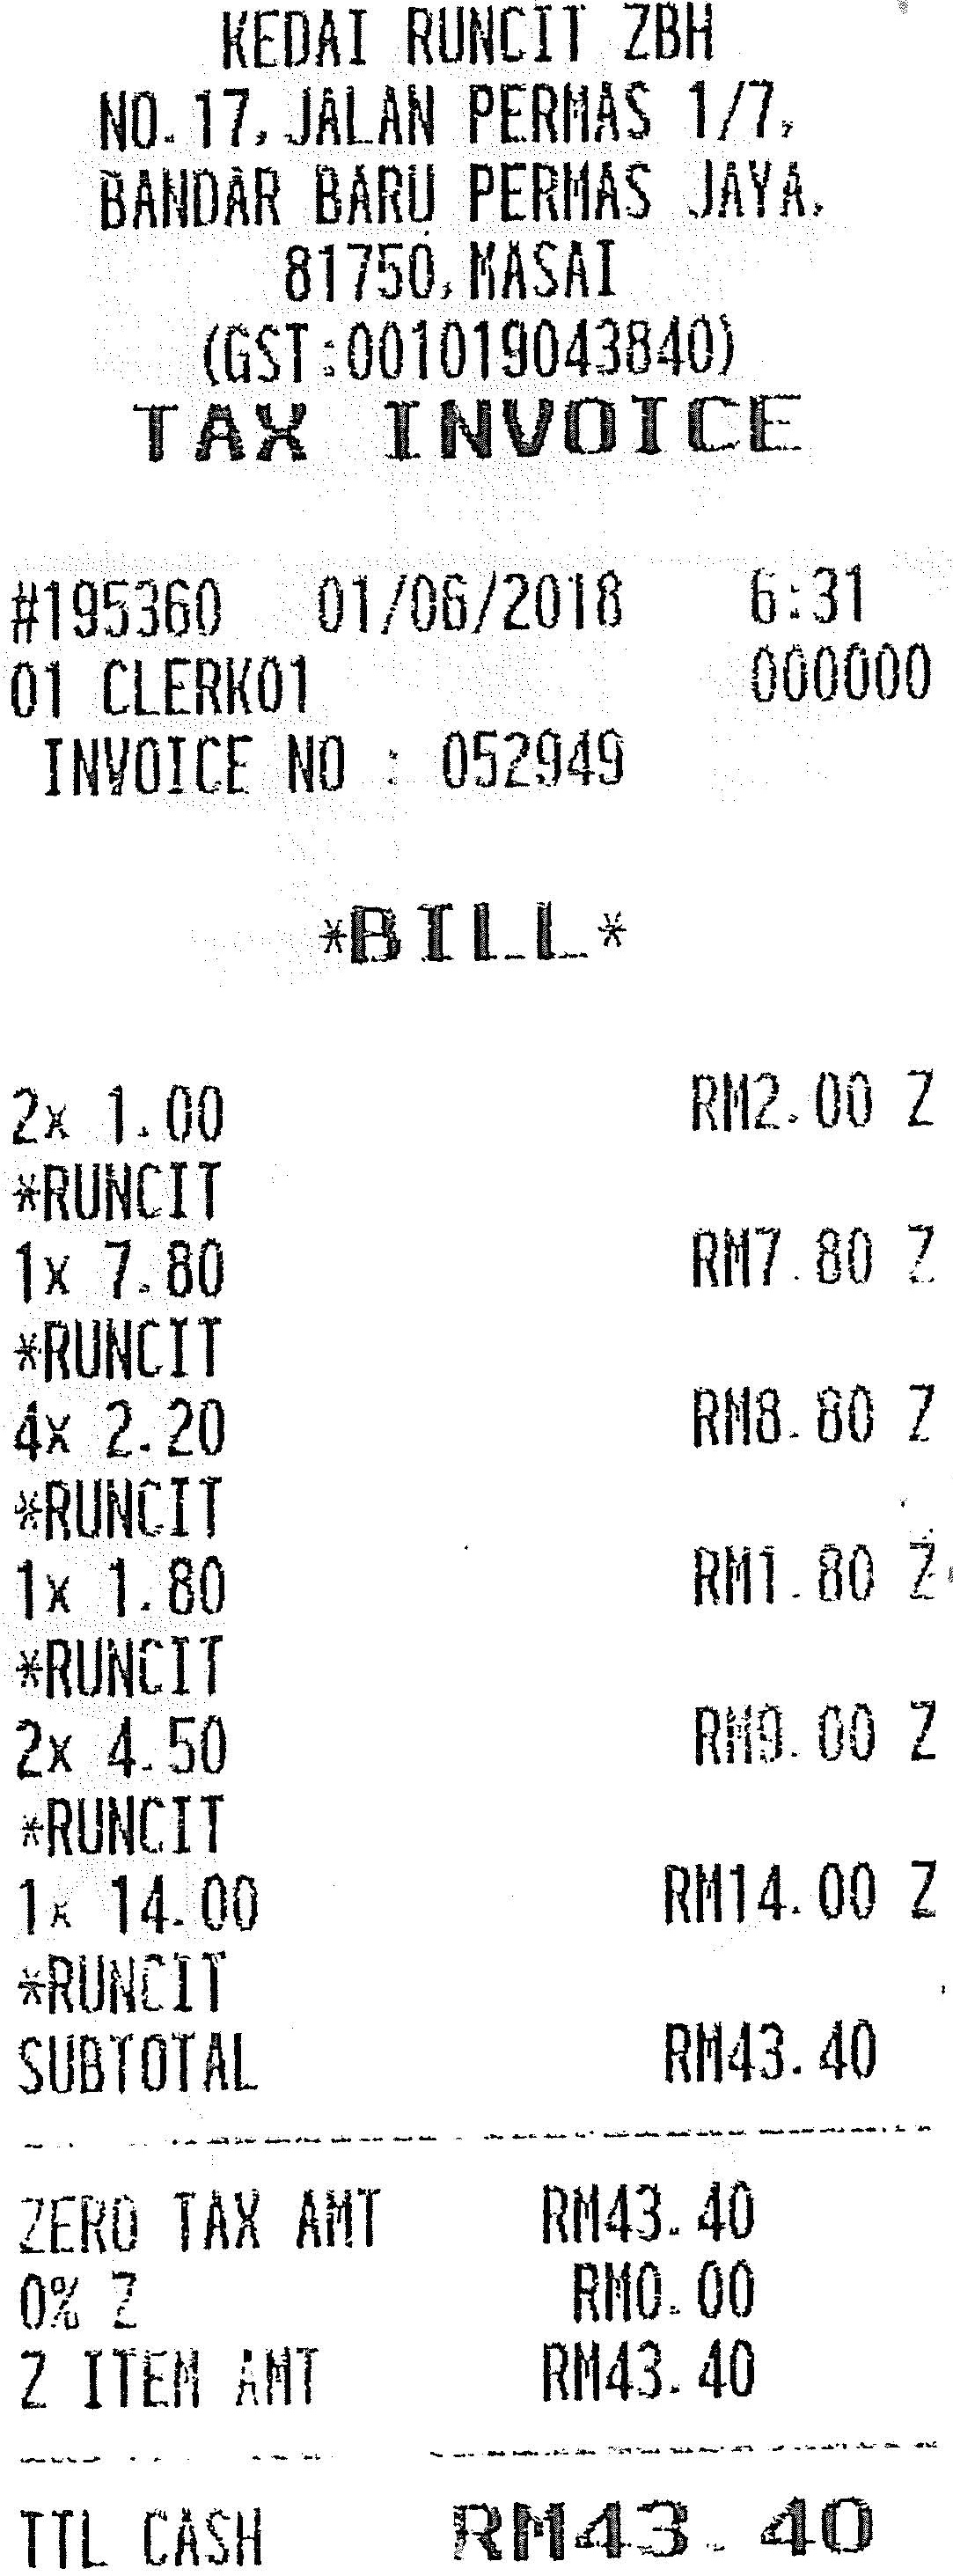 KEDAI RUNCIT ZBH
NO.17,JALAN PERMAS 1/7,
BANDAR BARU PERMAS JAYA,
81750,MASAI
(GST:001019043840)
TAX INVOICE
#195360 01/06/2018 6:31
01 CLERK01 000000
INVOICE NO : 052949
*BILL*
2x 1.00 RM2.00 Z
*RUNCIT
1x 7.80 RM7.80 Z
*RUNCIT
4x 2.20 RM8.80 Z
*RUNCIT
1x 1.80 RM1.80 Z
*RUNCIT
2x 4.50 RM9.00 Z
*RUNCIT
1x 14.00 RM14.00 Z
*RUNCIT
SUBTOTAL RM43.40
ZERO TAX AMT RM43.40
0% Z RM0.00
Z ITEM AMT RM43.40
TTL CASH RM43.40